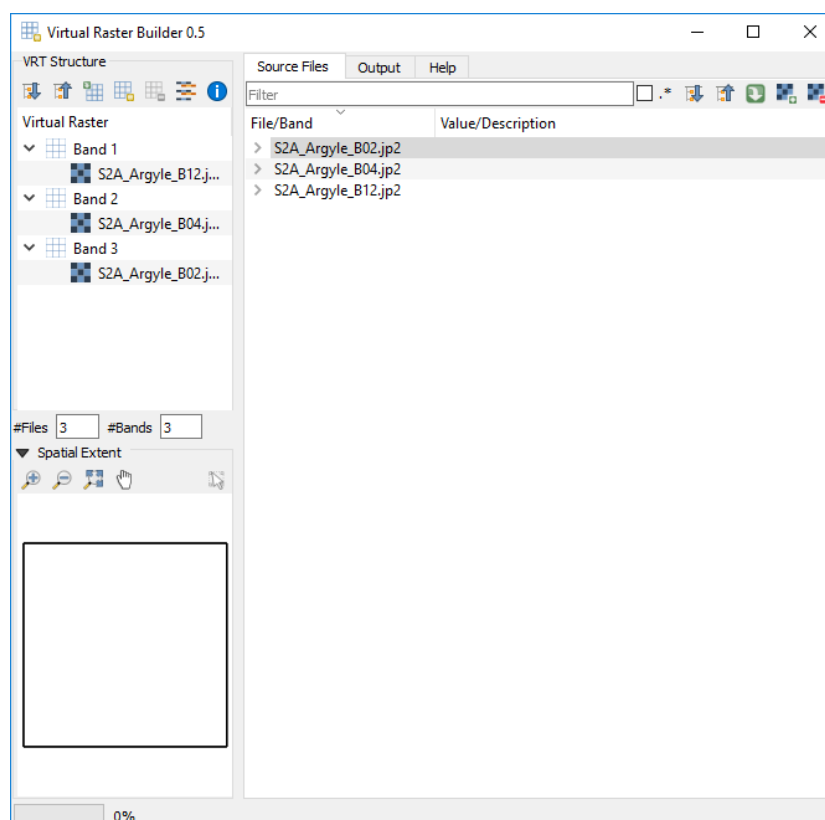 Virtual Raster Builder 0.5
VRT Structure
Virtual Raster
Band 1
S2A_Argyle_B12.j...
Band 2
S2A_Argyle_B04.j...
Band 3
S2A_Argyle_B02.j...
#Files 3 #Bands 3
Spatial Extent
0%
Source Files Output Help
Filter .*
File/Band Value/Description
S2A_Argyle_B02.jp2
S2A_Argyle_B04.jp2
S2A_Argyle_B12.jp2